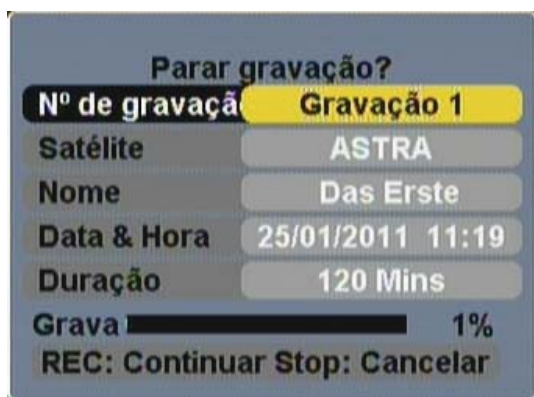 Parar gravação?
Nº de gravaçã Gravação 1
Satélite ASTRA
Nome Das Erste
Data & Hora 25/01/2011 11:19
Duração 120 Mins
Grava 1%
REC: Continuar Stop: Cancelar